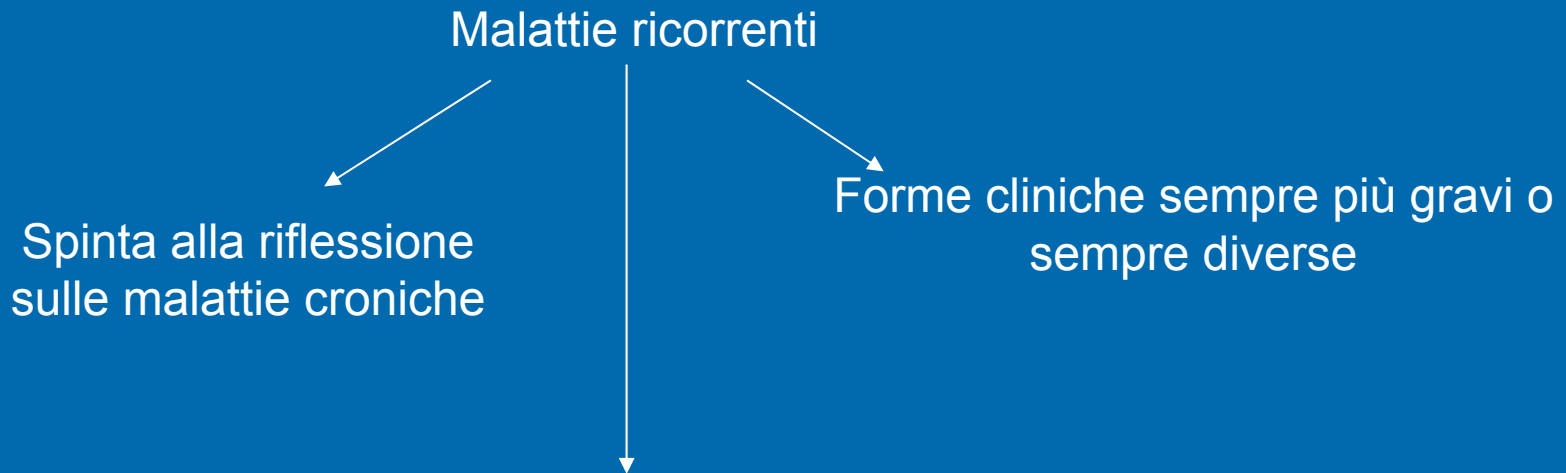 Malattie ricorrenti
Spinta alla riflessione
sulle malattie croniche
Forme cliniche sempre più gravi o
sempre diverse